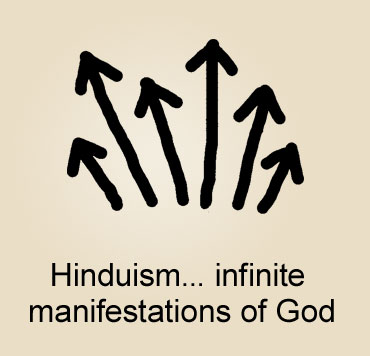 Hinduism... infinite
manifestations of God